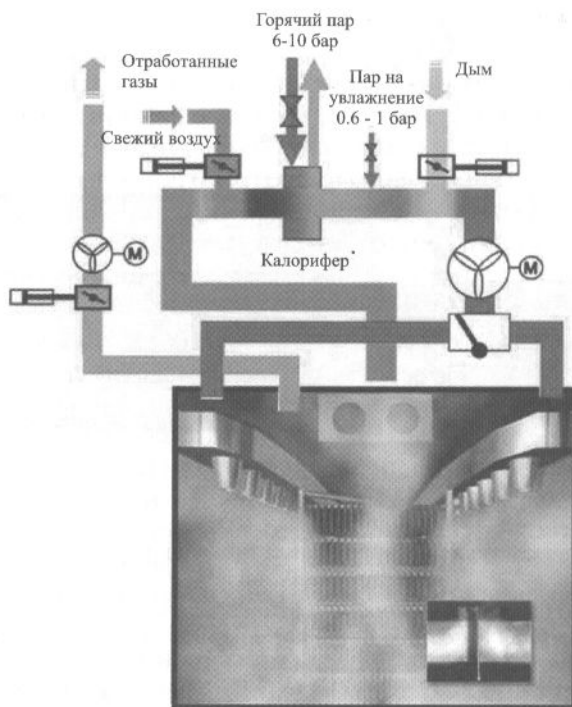 Горячий пар
6-10 бар
Отработанные
газы
Пар на
увлажнение
0.6 - 1 бар
Дым
Свежий воздух
Калорифер
M
M